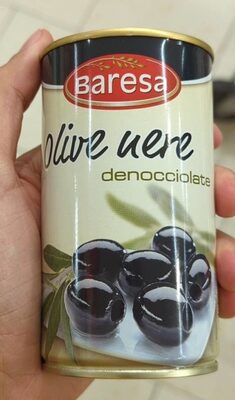 Baresa
Olive nere
denocciolate